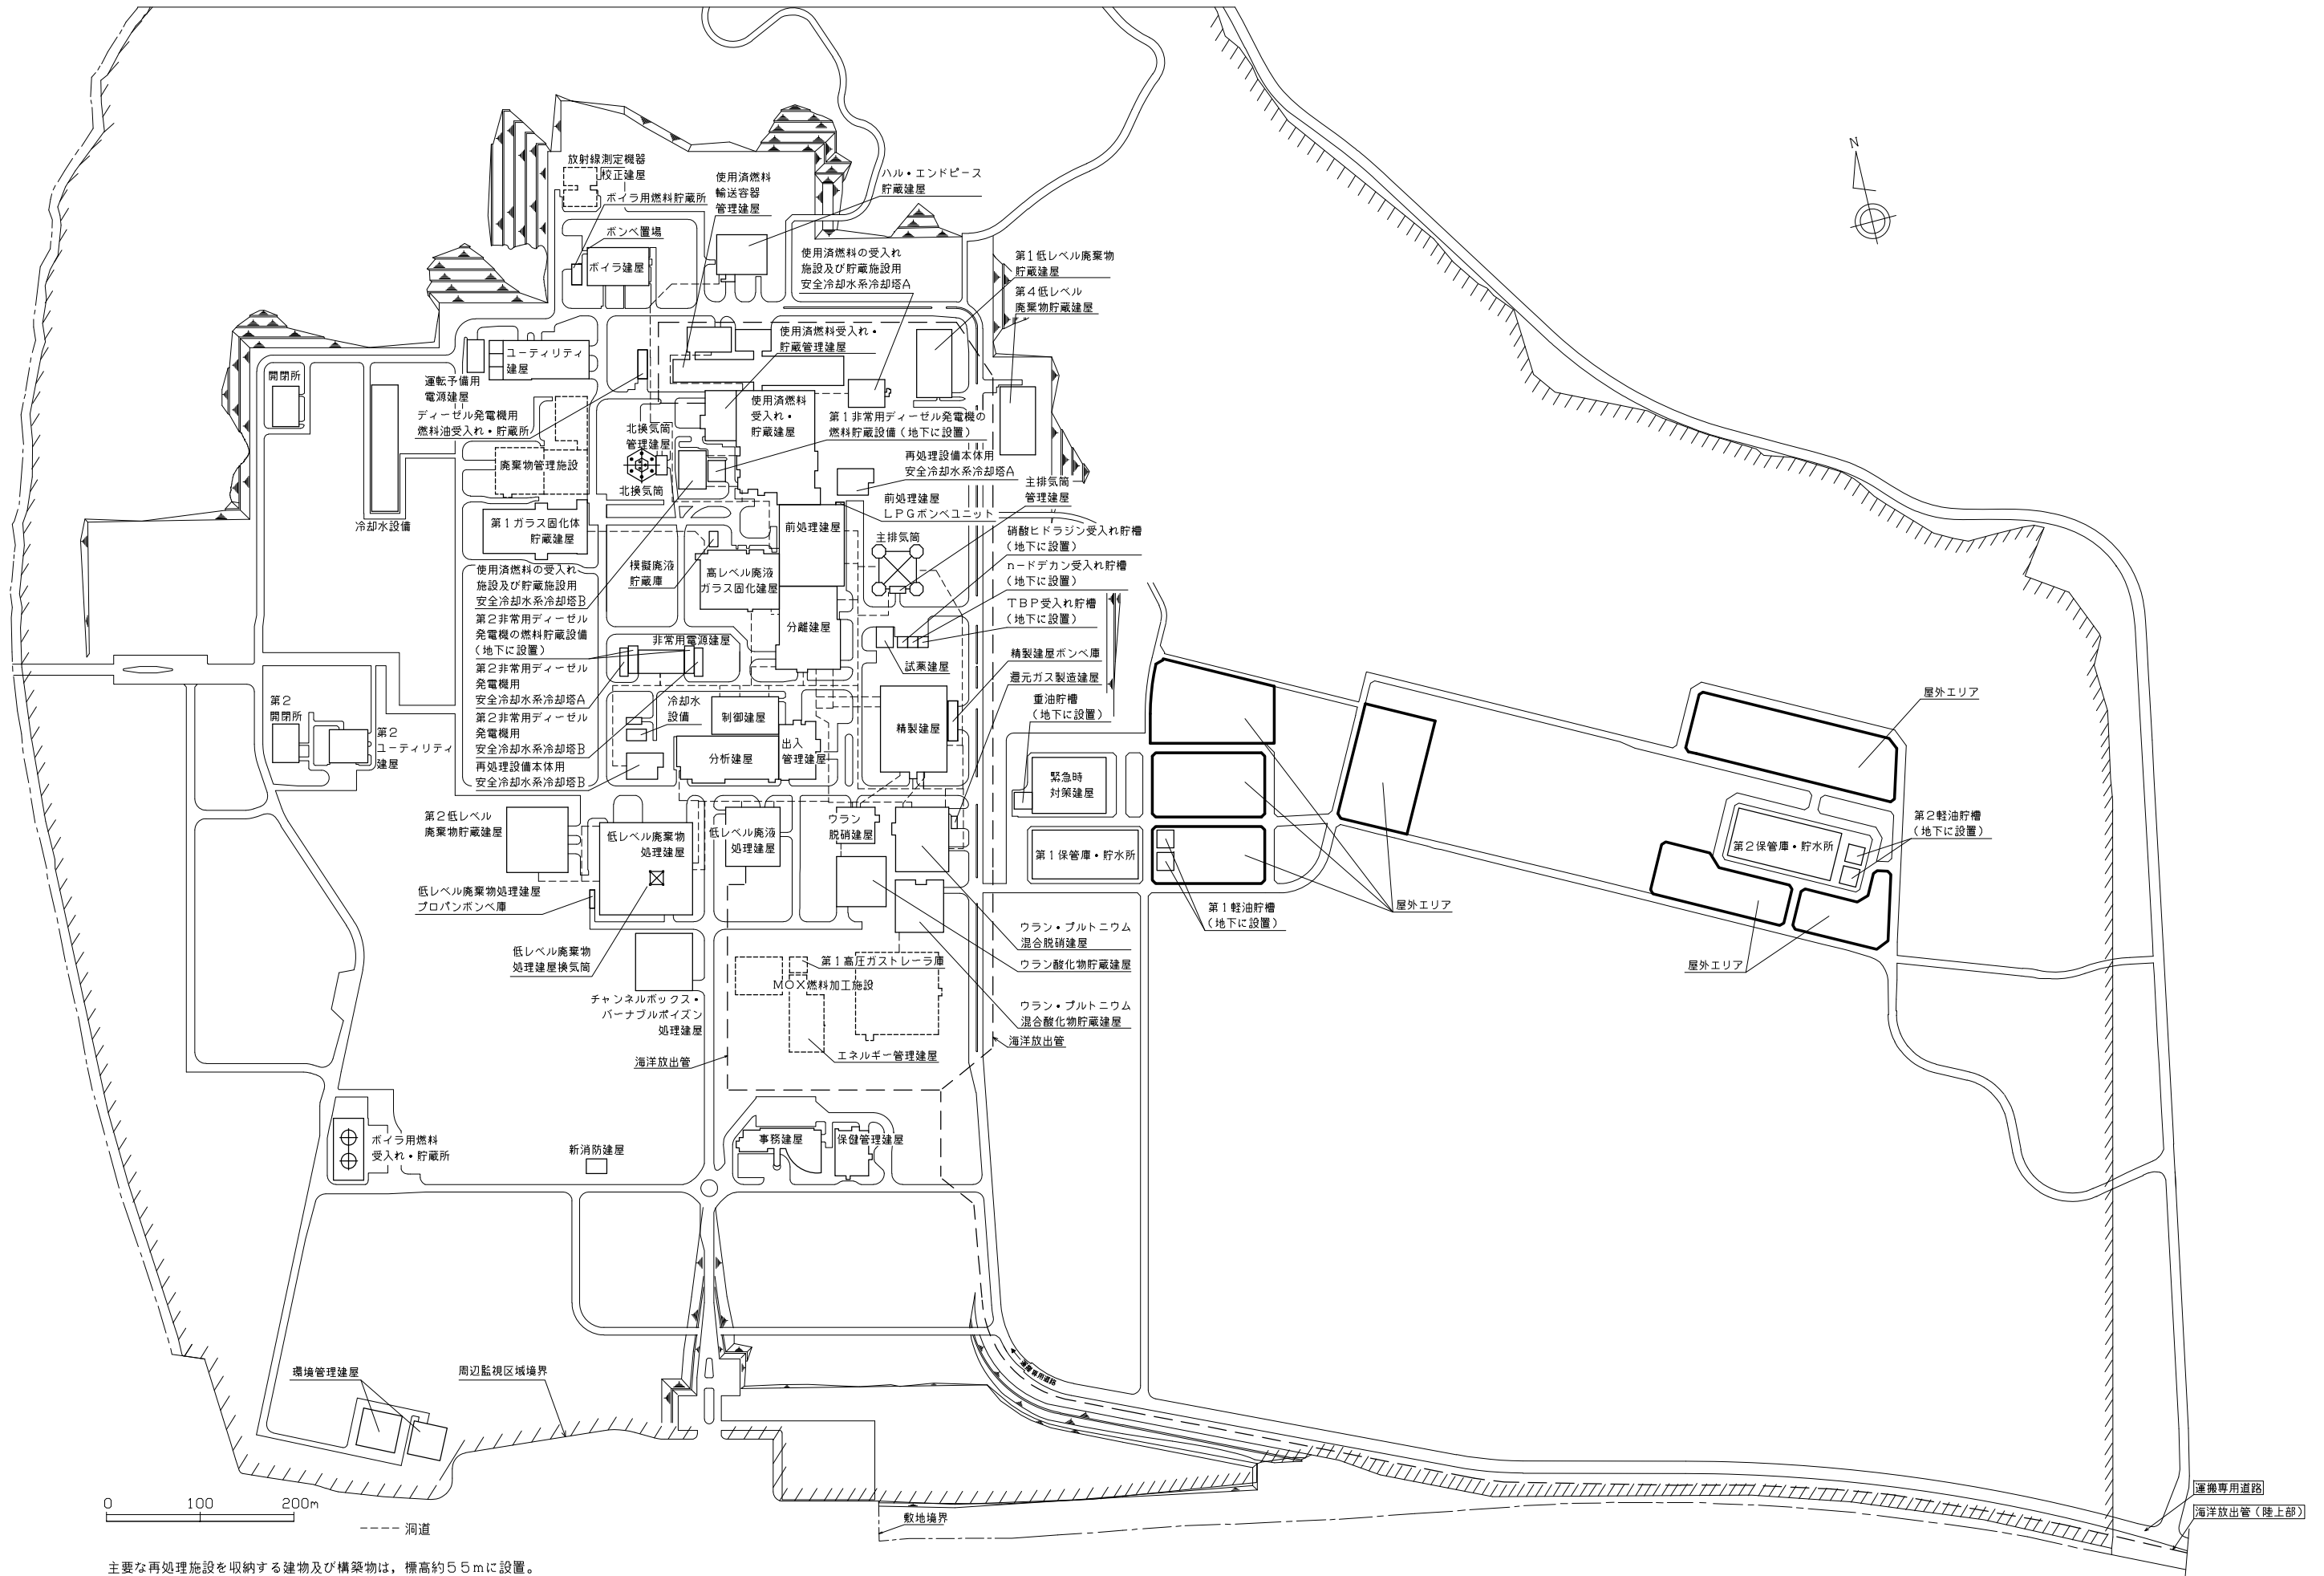 N
放射線測定機器
校正建屋
ボイラ用燃料貯蔵所
ボンベ置場
ボイラ建屋
使用済燃料
輸送容器
管理建屋
ハル・エンドピース
貯蔵建屋
使用済燃料の受入れ
施設及び貯蔵施設用
安全冷却水系冷却塔A
第1低レベル廃棄物
貯蔵建屋
第4低レベル
廃棄物貯蔵建屋
使用済燃料受入れ・
貯蔵管理建屋
ユーティリティ
建屋
開閉所
運転予備用
電源建屋
ディーゼル発電機用
燃料油受入れ・貯蔵所
使用済燃料
受入れ・
貯蔵建屋
第1非常用ディーゼル発電機の
燃料貯蔵設備(地下に設置)
北換気筒
管理建屋
北換気筒
廃棄物管理施設
再処理設備本体用
安全冷却水系冷却塔A
主排気筒
管理建屋
前処理建屋
LPGボンベユニット
冷却水設備
第1ガラス固化体
貯蔵建屋
前処理建屋
主排気筒
硝酸ヒドラジン受入れ貯槽
(地下に設置)
n-ドデカン受入れ貯槽
(地下に設置)
TBP受入れ貯槽
(地下に設置)
使用済燃料の受入れ
施設及び貯蔵施設用
安全冷却水系冷却塔B
模擬廃液
貯蔵庫
高レベル廃液
ガラス固化建屋
第2非常用ディーゼル
発電機の燃料貯蔵設備
(地下に設置)
非常用電源建屋
分離建屋
試薬建屋
精製建屋ボンベ庫
還元ガス製造建屋
重油貯槽
(地下に設置)
第2非常用ディーゼル
発電機用
安全冷却水系冷却塔A
冷却水
設備
制御建屋
精製建屋
屋外エリア
第2
開閉所
第2
ユーティリティ
建屋
第2非常用ディーゼル
発電機用
安全冷却水系冷却塔B
再処理設備本体用
安全冷却水系冷却塔B
分析建屋
出入
管理建屋
緊急時
対策建屋
第2低レベル
廃棄物貯蔵建屋
低レベル廃棄物
処理建屋
低レベル廃液
処理建屋
ウラン
脱硝建屋
第1保管庫・貯水所
第2保管庫・貯水所
第2軽油貯槽
(地下に設置)
低レベル廃棄物処理建屋
プロパンボンベ庫
第1軽油貯槽
(地下に設置)
屋外エリア
ウラン・プルトニウム
混合脱硝建屋
ウラン酸化物貯蔵建屋
屋外エリア
低レベル廃棄物
処理建屋換気筒
第1高圧ガストレーラ庫
MOX燃料加工施設
チャンネルボックス・
バーナブルポイズン
処理建屋
ウラン・プルトニウム
混合酸化物貯蔵建屋
海洋放出管
エネルギー管理建屋
海洋放出管
ボイラ用燃料
受入れ・貯蔵所
新消防建屋
事務建屋
保健管理建屋
運搬専用道路
環境管理建屋
周辺監視区域境界
運搬専用道路
海洋放出管(陸上部)
敷地境界
0 100 200m
洞道
主要な再処理施設を収納する建物及び構築物は,標高約55mに設置。